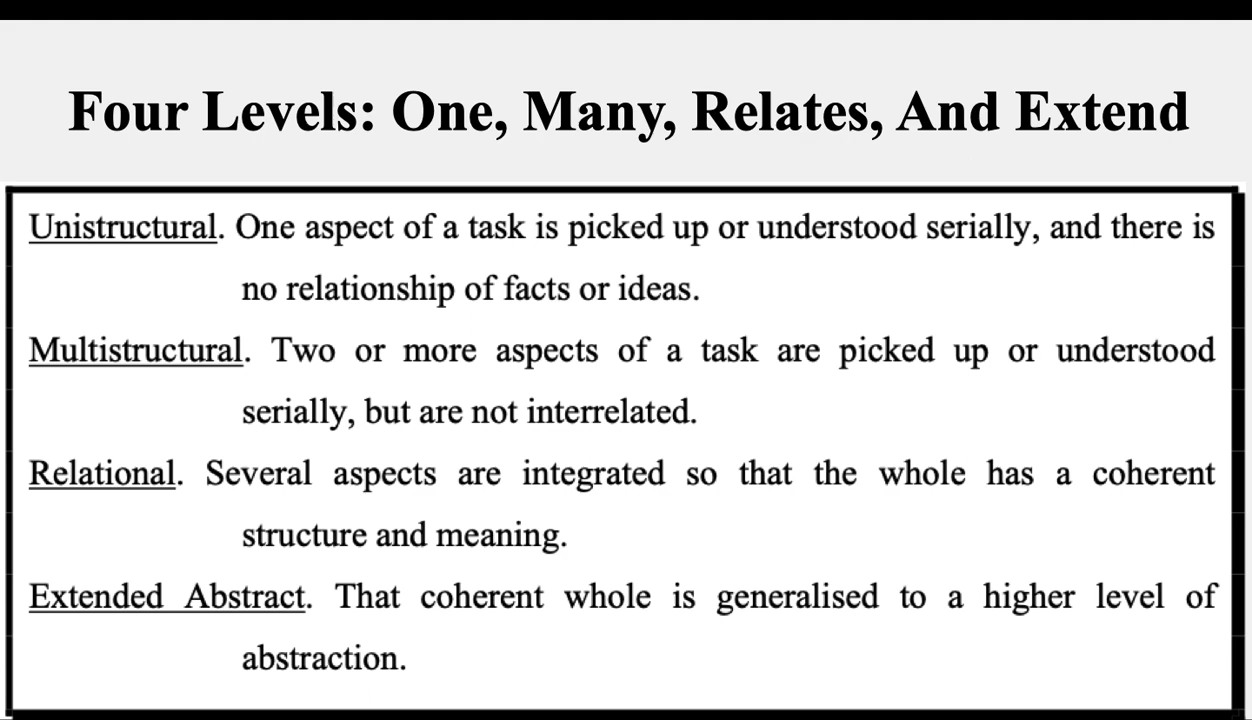 Four Levels: One, Many, Relates, And Extend
Unistructural. One aspect of a task is picked up or understood serially, and there is
no relationship of facts or ideas.
Multistructural. Two or more aspects of a task are picked up or understood
serially, but are not interrelated.
Relational. Several aspects are integrated so that the whole has a coherent
structure and meaning.
Extended Abstract. That coherent whole is generalised to a higher level of
abstraction.